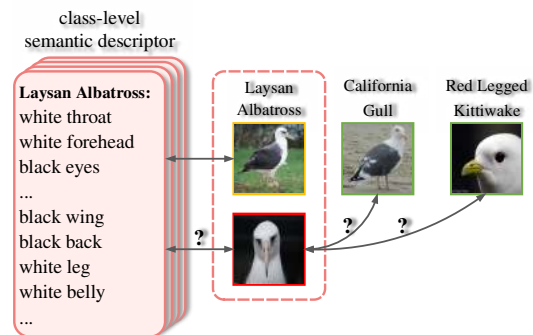 class-level
semantic descriptor
Laysan Albatross:
white throat
white forehead
black eyes
...
black wing
black back
white leg
white belly
...
Laysan
Albatross
California
Gull
Red Legged
Kittiwake
?
?
?